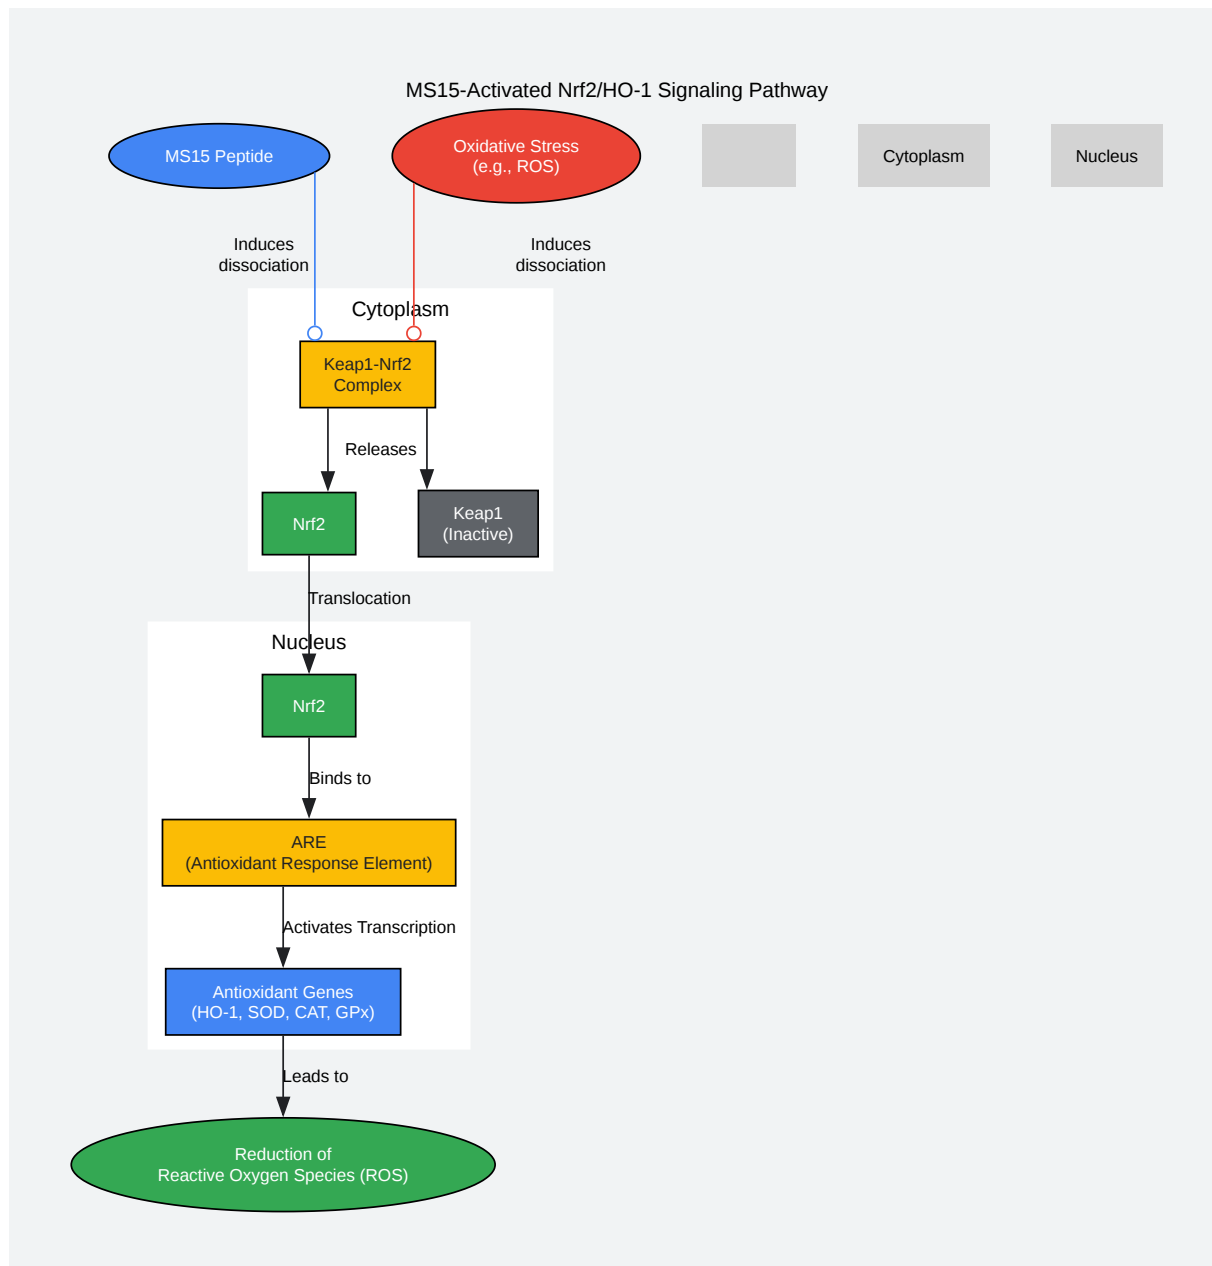 MS15-Activated Nrf2/HO-1 Signaling Pathway
MS15 Peptide
Oxidative Stress
(e.g., ROS)
Cytoplasm
Nucleus
Induces
dissociation
Induces
dissociation
Cytoplasm
Keap1-Nrf2
Complex
Releases
Nrf2
Keap1
(Inactive)
Translocation
Nucleus
Nrf2
Binds to
ARE
(Antioxidant Response Element)
Activates Transcription
Antioxidant Genes
(HO-1, SOD, CAT, GPx)
Leads to
Reduction of
Reactive Oxygen Species (ROS)